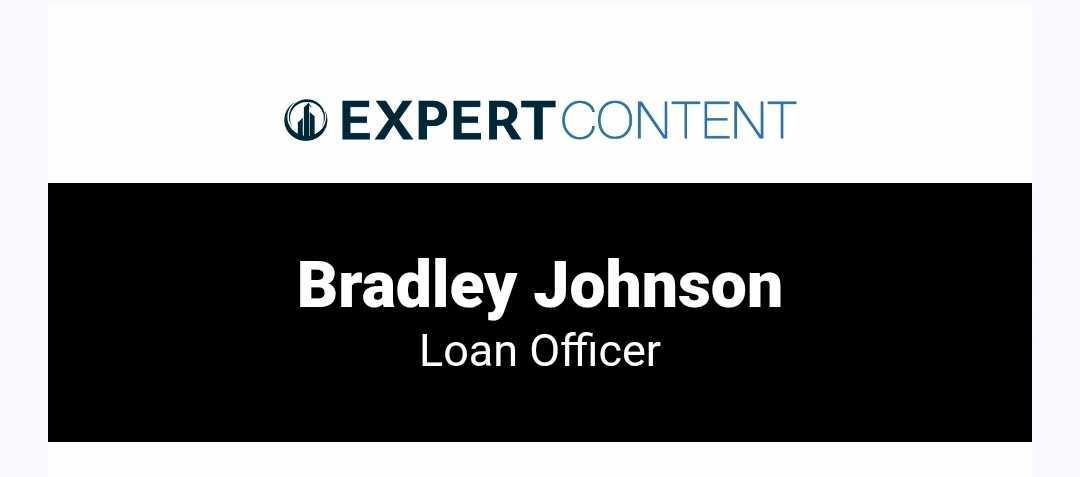 EXPERTCONTENT
Bradley Johnson
Loan Officer